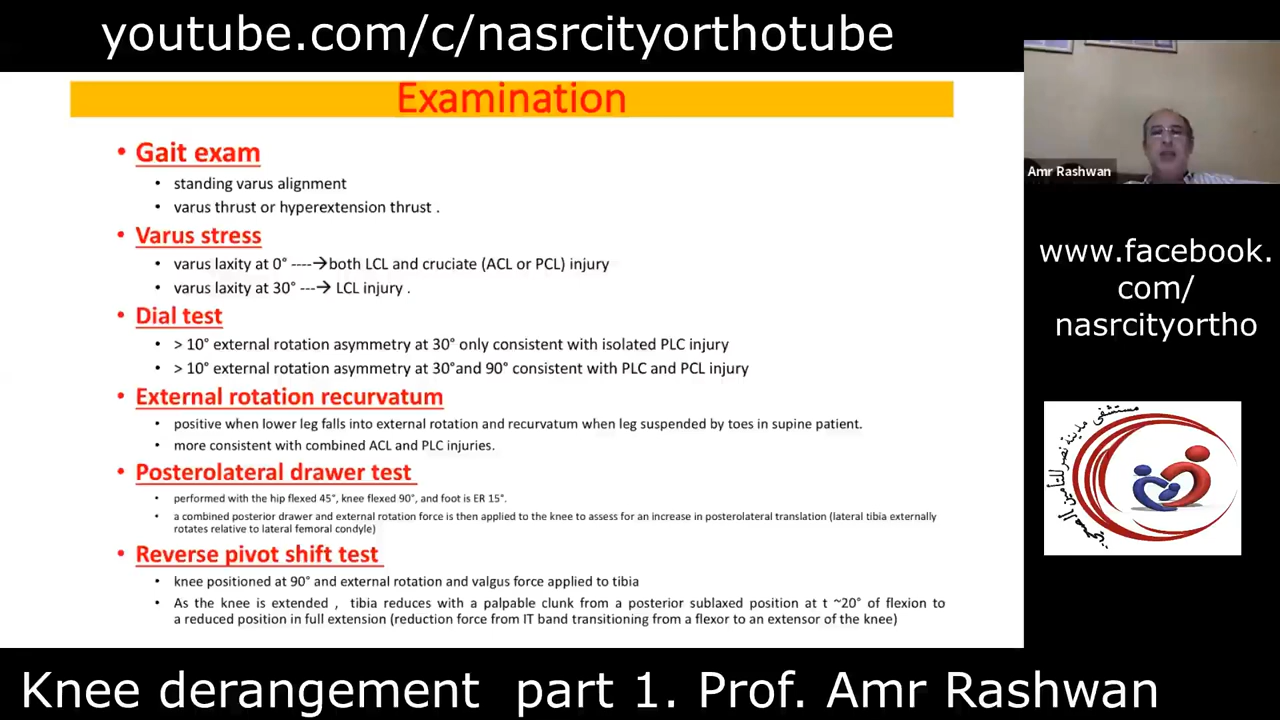 youtube.com/c/nasrcityorthotube
Examination
• Gait exam
• standing varus alignment
• varus thrust or hyperextension thrust .
• Varus stress
• varus laxity at 0° ----→both LCL and cruciate (ACL or PCL) injury
• varus laxity at 30° ---→ LCL injury .
• Dial test
• > 10° external rotation asymmetry at 30° only consistent with isolated PLC injury
• > 10° external rotation asymmetry at 30°and 90° consistent with PLC and PCL injury
• External rotation recurvatum
• positive when lower leg falls into external rotation and recurvatum when leg suspended by toes in supine patient.
• more consistent with combined ACL and PLC injuries.
• Posterolateral drawer test
• performed with the hip flexed 45°, knee flexed 90°, and foot is ER 15°.
• a combined posterior drawer and external rotation force is then applied to the knee to assess for an increase in posterolateral translation (lateral tibia externally
rotates relative to lateral femoral condyle)
• Reverse pivot shift test
• knee positioned at 90° and external rotation and valgus force applied to tibia
• As the knee is extended , tibia reduces with a palpable clunk from a posterior sublaxed position at t ~20° of flexion to
a reduced position in full extension (reduction force from IT band transitioning from a flexor to an extensor of the knee)
Amr Rashwan
www.facebook.
com/
nasrcityortho
مستشفى مدينة نصر للتأمين الصحى
Knee derangement part 1. Prof. Amr Rashwan